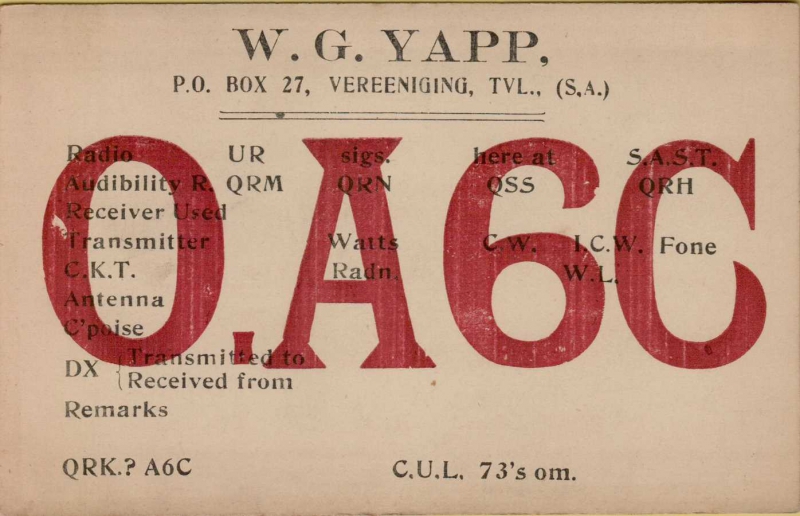 W. G. YAPP,
P.O. BOX 27, VEREENIGING, TVL., (S.A.)
O.A6C
Radio UR sigs. here at S.A.S.T.
Audibility R. QRM QRN QSS QRH
Receiver Used
Transmitter Watts C.W. I.C.W. Fone
C.K.T. Radn. W.L.
Antenna
C'poise
DX { Transmitted to
Received from
Remarks
QRK.? A6C C.U.L. 73's om.